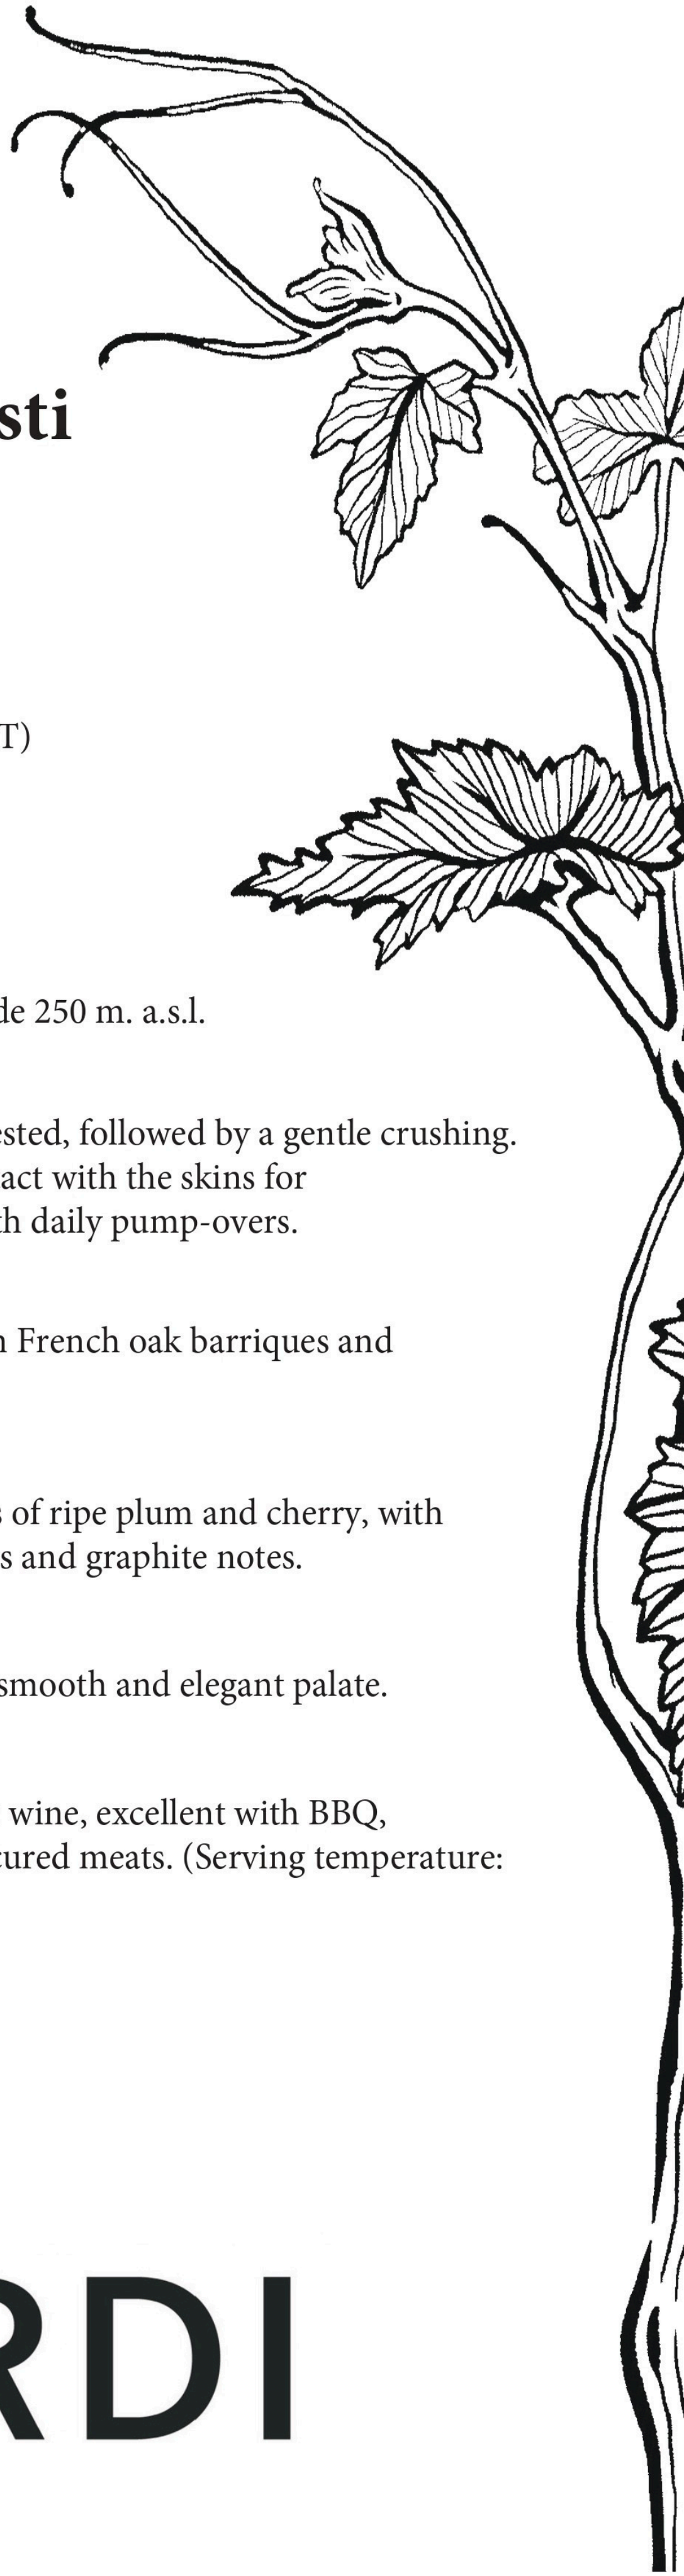 sti
T)
de 250 m. a.s.l.
ested, followed by a gentle crushing.
act with the skins for
th daily pump-overs.
n French oak barriques and
s of ripe plum and cherry, with
s and graphite notes.
smooth and elegant palate.
wine, excellent with BBQ,
cured meats. (Serving temperature:
RDI